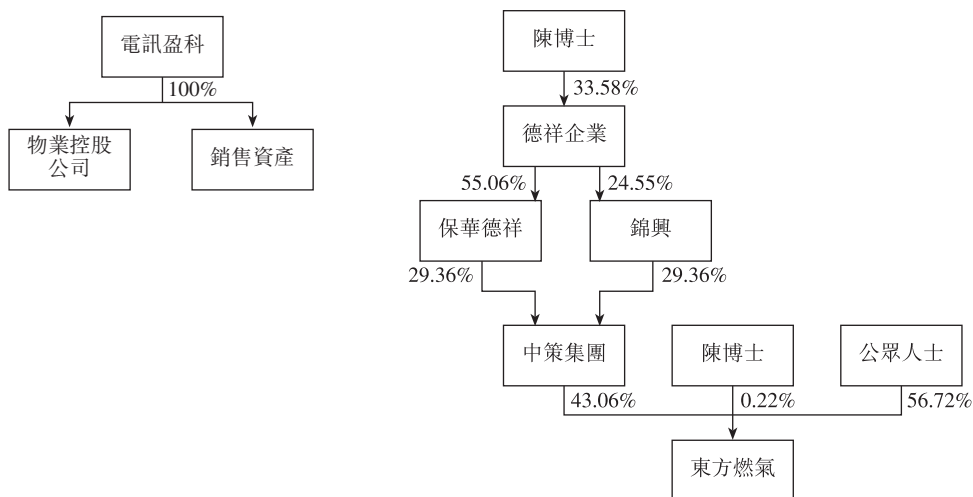 電訊盈科
100%
物業控股
公司
銷售資產
陳博士
33.58%
德祥企業
55.06%
24.55%
保華德祥
錦興
29.36%
29.36%
中策集團
陳博士
公眾人士
43.06%
0.22%
56.72%
東方燃氣